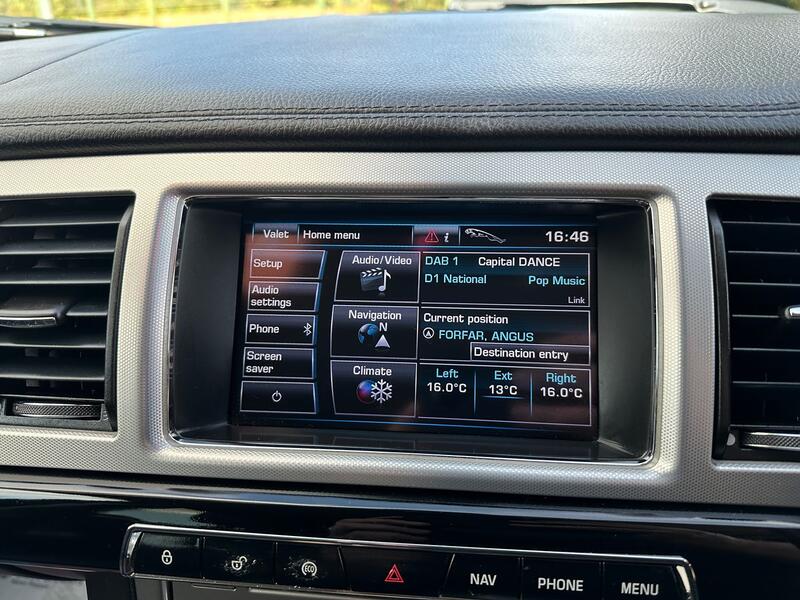 Valet Home menu i 16:46
Setup
Audio settings
Phone
Screen saver
Audio/Video
Navigation
N
Climate
DAB 1 Capital DANCE
D1 National Pop Music
Link
Current position
FORFAR, ANGUS
Destination entry
Left Ext Right
16.0°C 13°C 16.0°C
ECO
NAV
PHONE
MENU